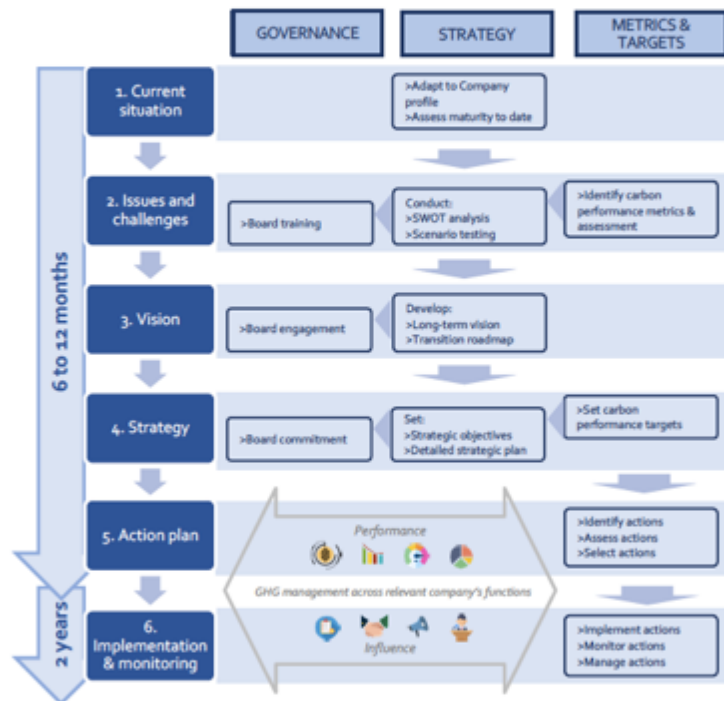 GOVERNANCE
STRATEGY
METRICS &
TARGETS
6 to 12 months
1. Current
situation
>Adapt to Company
profile
>Assess maturity to date
2. Issues and
challenges
>Board training
Conduct:
>SWOT analysis
>Scenario testing
>Identify carbon
performance metrics &
assessment
3. Vision
>Board engagement
Develop:
>Long-term vision
>Transition roadmap
4. Strategy
>Board commitment
Set:
>Strategic objectives
>Detailed strategic plan
>Set carbon
performance targets
5. Action plan
Performance
>Identify actions
>Assess actions
>Select actions
GHG management across relevant company's functions
2 years
6.
Implementation
& monitoring
Influence
>Implement actions
>Monitor actions
>Manage actions